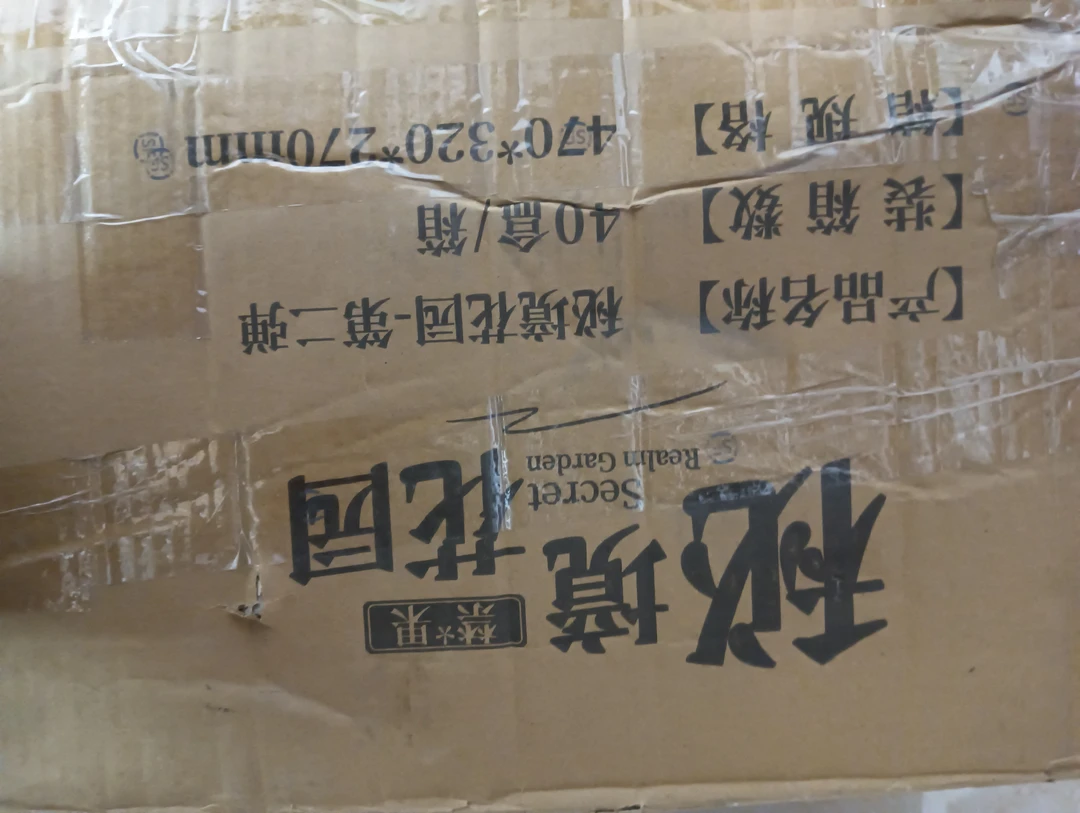 秘境花园
Secret
Realm Garden
【产品名称】 秘境花园-第二弹
【装箱数】 40盒/箱
【箱规格】 470*320*270mm